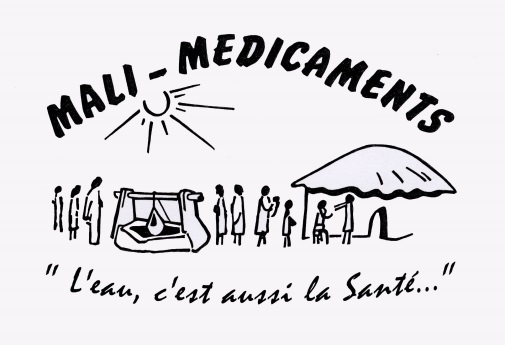 MALI - MEDICAMENTS
" L'eau, c'est aussi la Santé..."